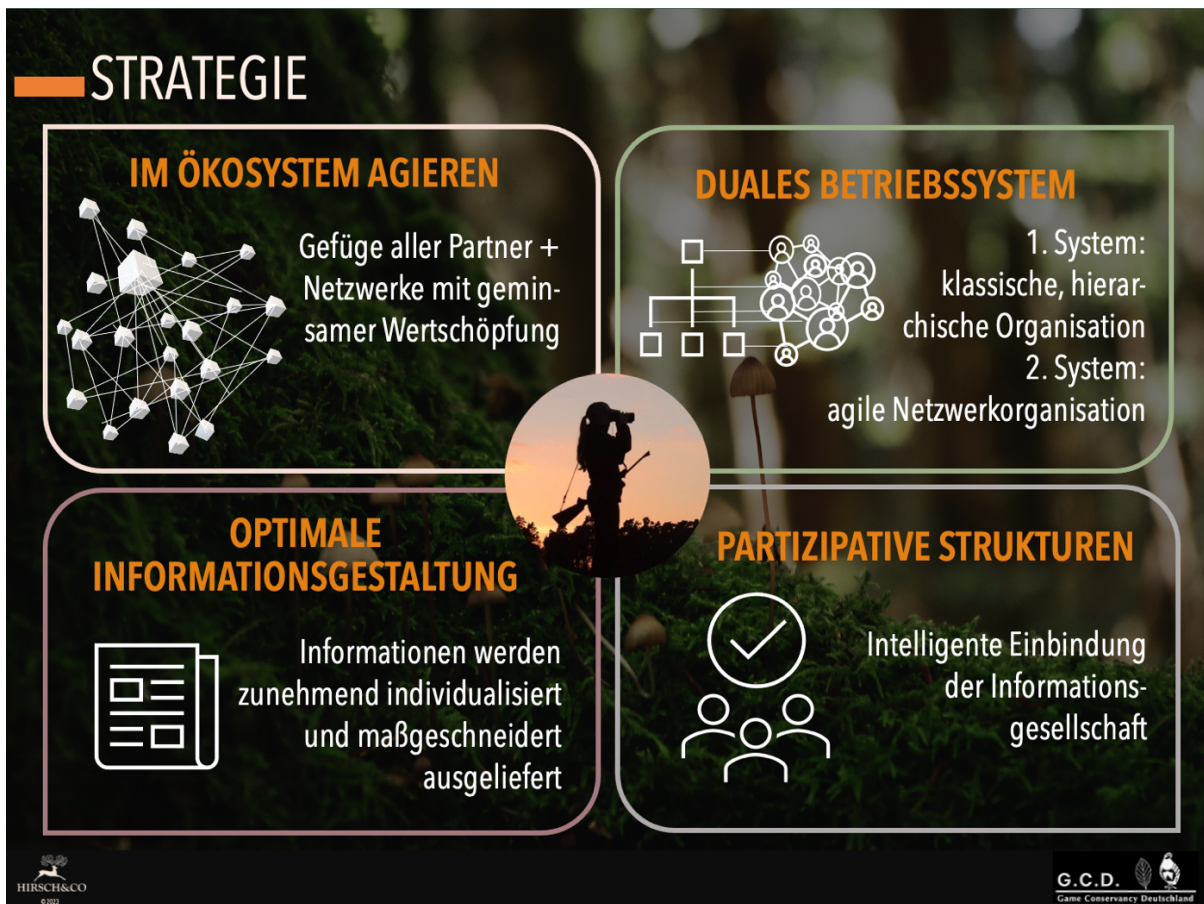 STRATEGIE
IM ÖKOSYSTEM AGIEREN
Gefüge aller Partner +
Netzwerke mit gemin-
samer Wertschöpfung
DUALES BETRIEBSSYSTEM
1. System:
klassische, hierar-
chische Organisation
2. System:
agile Netzwerkorganisation
OPTIMALE
INFORMATIONSGESTALTUNG
Informationen werden
zunehmend individualisiert
und maßgeschneidert
ausgeliefert
PARTIZIPATIVE STRUKTUREN
Intelligente Einbindung
der Informations-
gesellschaft
HIRSCH&CO
©2023
G.C.D.
Game Conservancy Deutschland